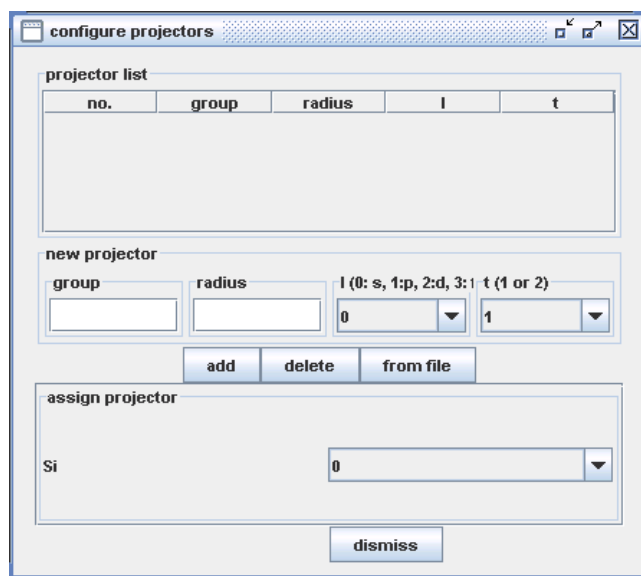 configure projectors
projector list
no. group radius l t
new projector
group radius l (0: s, 1:p, 2:d, 3: t (1 or 2)
0 1
add delete from file
assign projector
Si 0
dismiss